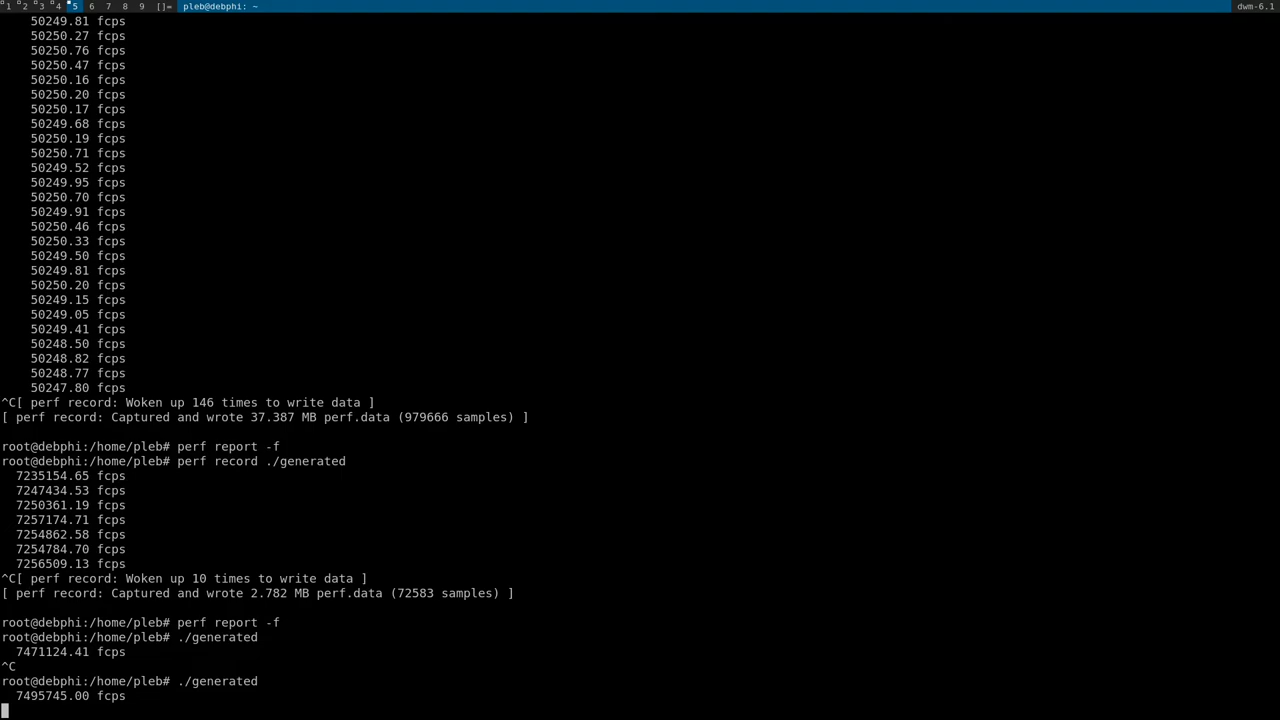 1 2 3 4 5 6 7 8 9 []= pleb@debphi: ~ dwm-6.1
50249.81 fcps
50250.27 fcps
50250.76 fcps
50250.47 fcps
50250.16 fcps
50250.20 fcps
50250.17 fcps
50249.68 fcps
50250.19 fcps
50250.71 fcps
50249.52 fcps
50249.95 fcps
50250.70 fcps
50249.91 fcps
50250.46 fcps
50250.33 fcps
50249.50 fcps
50249.81 fcps
50250.20 fcps
50249.15 fcps
50249.05 fcps
50249.41 fcps
50248.50 fcps
50248.82 fcps
50248.77 fcps
50247.80 fcps
^C[ perf record: Woken up 146 times to write data ]
[ perf record: Captured and wrote 37.387 MB perf.data (979666 samples) ]
root@debphi:/home/pleb# perf report -f
root@debphi:/home/pleb# perf record ./generated
7235154.65 fcps
7247434.53 fcps
7250361.19 fcps
7257174.71 fcps
7254862.58 fcps
7254784.70 fcps
7256509.13 fcps
^C[ perf record: Woken up 10 times to write data ]
[ perf record: Captured and wrote 2.782 MB perf.data (72583 samples) ]
root@debphi:/home/pleb# perf report -f
root@debphi:/home/pleb# ./generated
7471124.41 fcps
^C
root@debphi:/home/pleb# ./generated
7495745.00 fcps